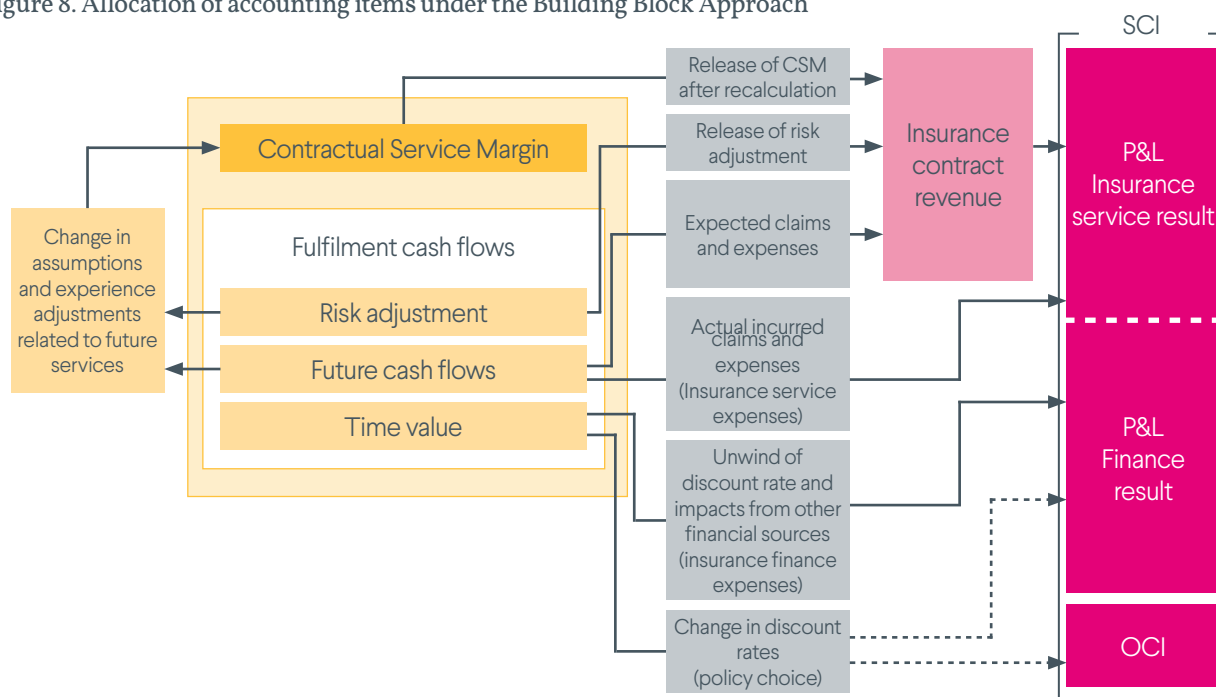 igure 8. Allocation of accounting items under the Building Block Approach
SCI
Release of CSM
after recalculation
Contractual Service Margin
Release of risk
adjustment
Insurance
contract
revenue
P&L
Insurance
service result
Change in
assumptions
and experience
adjustments
related to future
services
Fulfilment cash flows
Expected claims
and expenses
Risk adjustment
Future cash flows
Time value
Actual incurred
claims and
expenses
(Insurance service
expenses)
P&L
Finance
result
Unwind of
discount rate and
impacts from other
financial sources
(insurance finance
expenses)
Change in discount
rates
(policy choice)
OCI